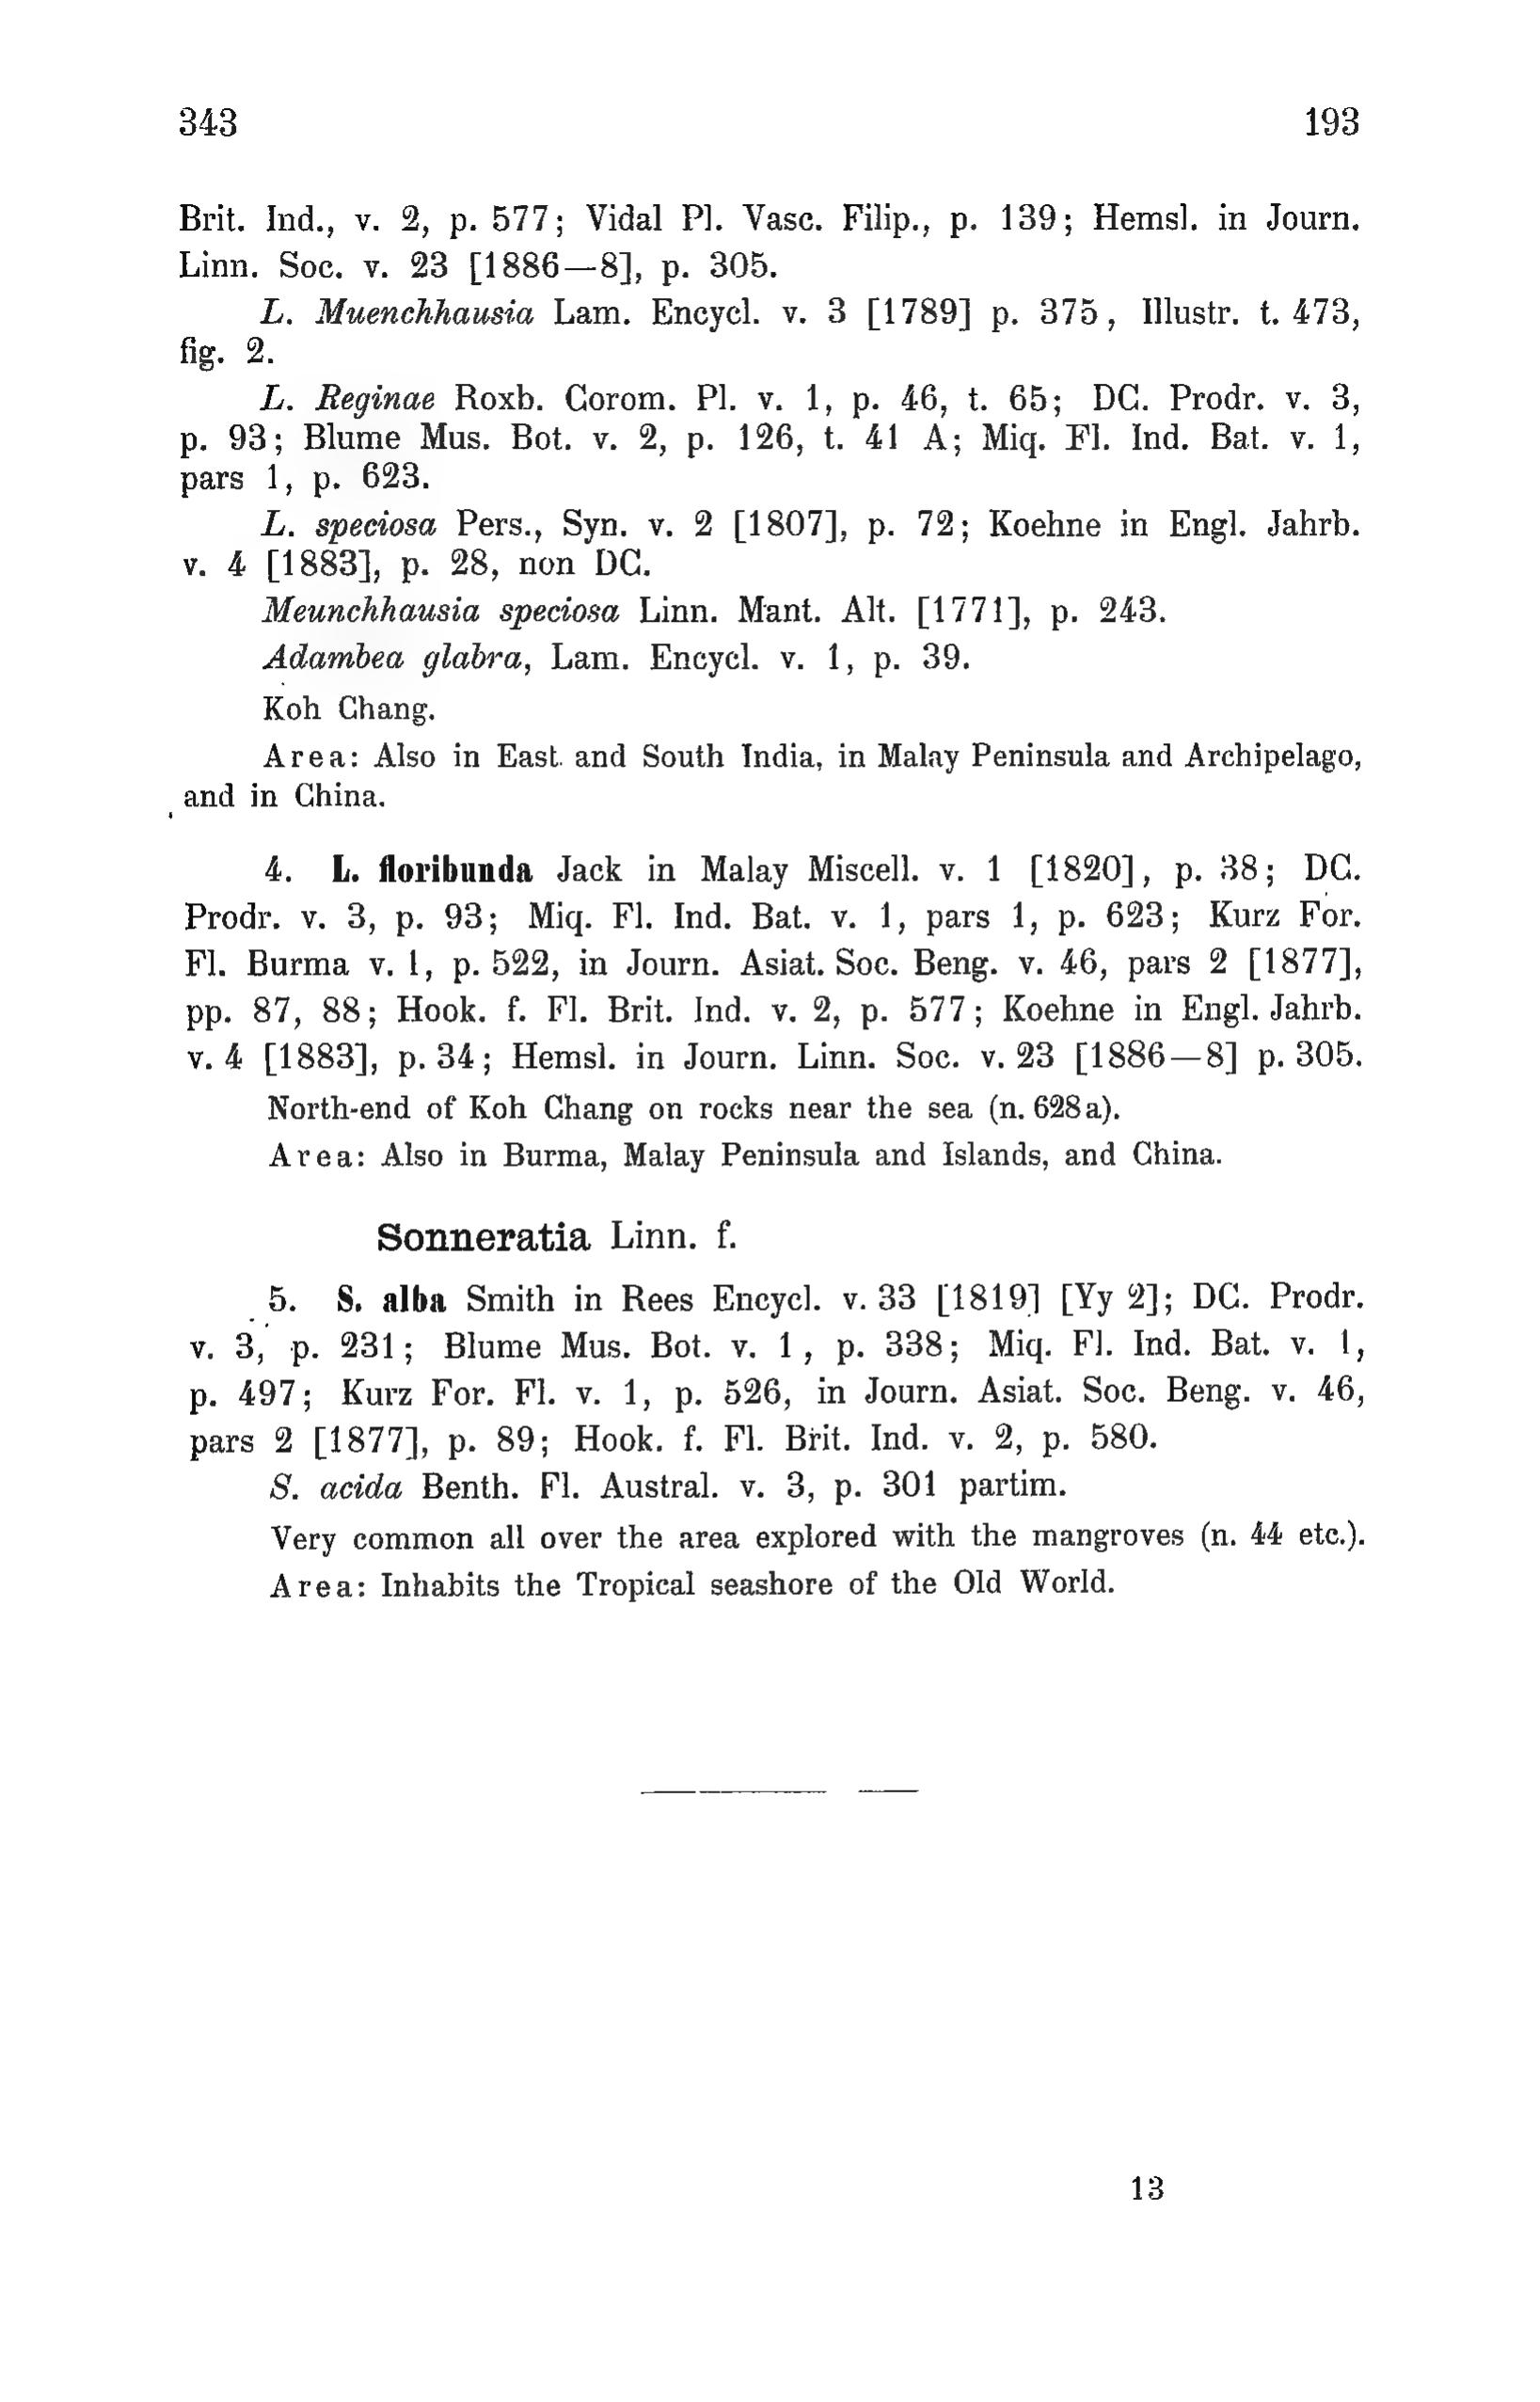 343 193
Brit. Ind., v. 2, p. 577; Vidal Pl. Vasc. Filip., p. 139; Hemsl. in Journ.
Linn. Soc. v. 23 [1886—8], p. 305.
L. Muenchhausia Lam. Encycl. v. 3 [1789] p. 375, Illustr. t. 473,
fig. 2.
L. Reginae Roxb. Corom. Pl. v. 1, p. 46, t. 65; DC. Prodr. v. 3,
p. 93; Blume Mus. Bot. v. 2, p. 126, t. 41 A; Miq. Fl. Ind. Bat. v. 1,
pars 1, p. 623.
L. speciosa Pers., Syn. v. 2 [1807], p. 72; Koehne in Engl. Jahrb.
v. 4 [1883], p. 28, non DC.
Meunchhausia speciosa Linn. Mant. Alt. [1771], p. 243.
Adambea glabra, Lam. Encycl. v. 1, p. 39.
Koh Chang.
Area: Also in East and South India, in Malay Peninsula and Archipelago,
and in China.
4. L. floribunda Jack in Malay Miscell. v. 1 [1820], p. 38; DC.
Prodr. v. 3, p. 93; Miq. Fl. Ind. Bat. v. 1, pars 1, p. 623; Kurz For.
Fl. Burma v. 1, p. 522, in Journ. Asiat. Soc. Beng. v. 46, pars 2 [1877],
pp. 87, 88; Hook. f. Fl. Brit. Ind. v. 2, p. 577; Koehne in Engl. Jahrb.
v. 4 [1883], p. 34; Hemsl. in Journ. Linn. Soc. v. 23 [1886—8] p. 305.
North-end of Koh Chang on rocks near the sea (n. 628a).
Area: Also in Burma, Malay Peninsula and Islands, and China.
Sonneratia Linn. f.
5. S. alba Smith in Rees Encycl. v. 33 [1819] [Yy 2]; DC. Prodr.
v. 3, p. 231; Blume Mus. Bot. v. 1, p. 338; Miq. Fl. Ind. Bat. v. 1,
p. 497; Kurz For. Fl. v. 1, p. 526, in Journ. Asiat. Soc. Beng. v. 46,
pars 2 [1877], p. 89; Hook. f. Fl. Brit. Ind. v. 2, p. 580.
S. acida Benth. Fl. Austral. v. 3, p. 301 partim.
Very common all over the area explored with the mangroves (n. 44 etc.).
Area: Inhabits the Tropical seashore of the Old World.
13